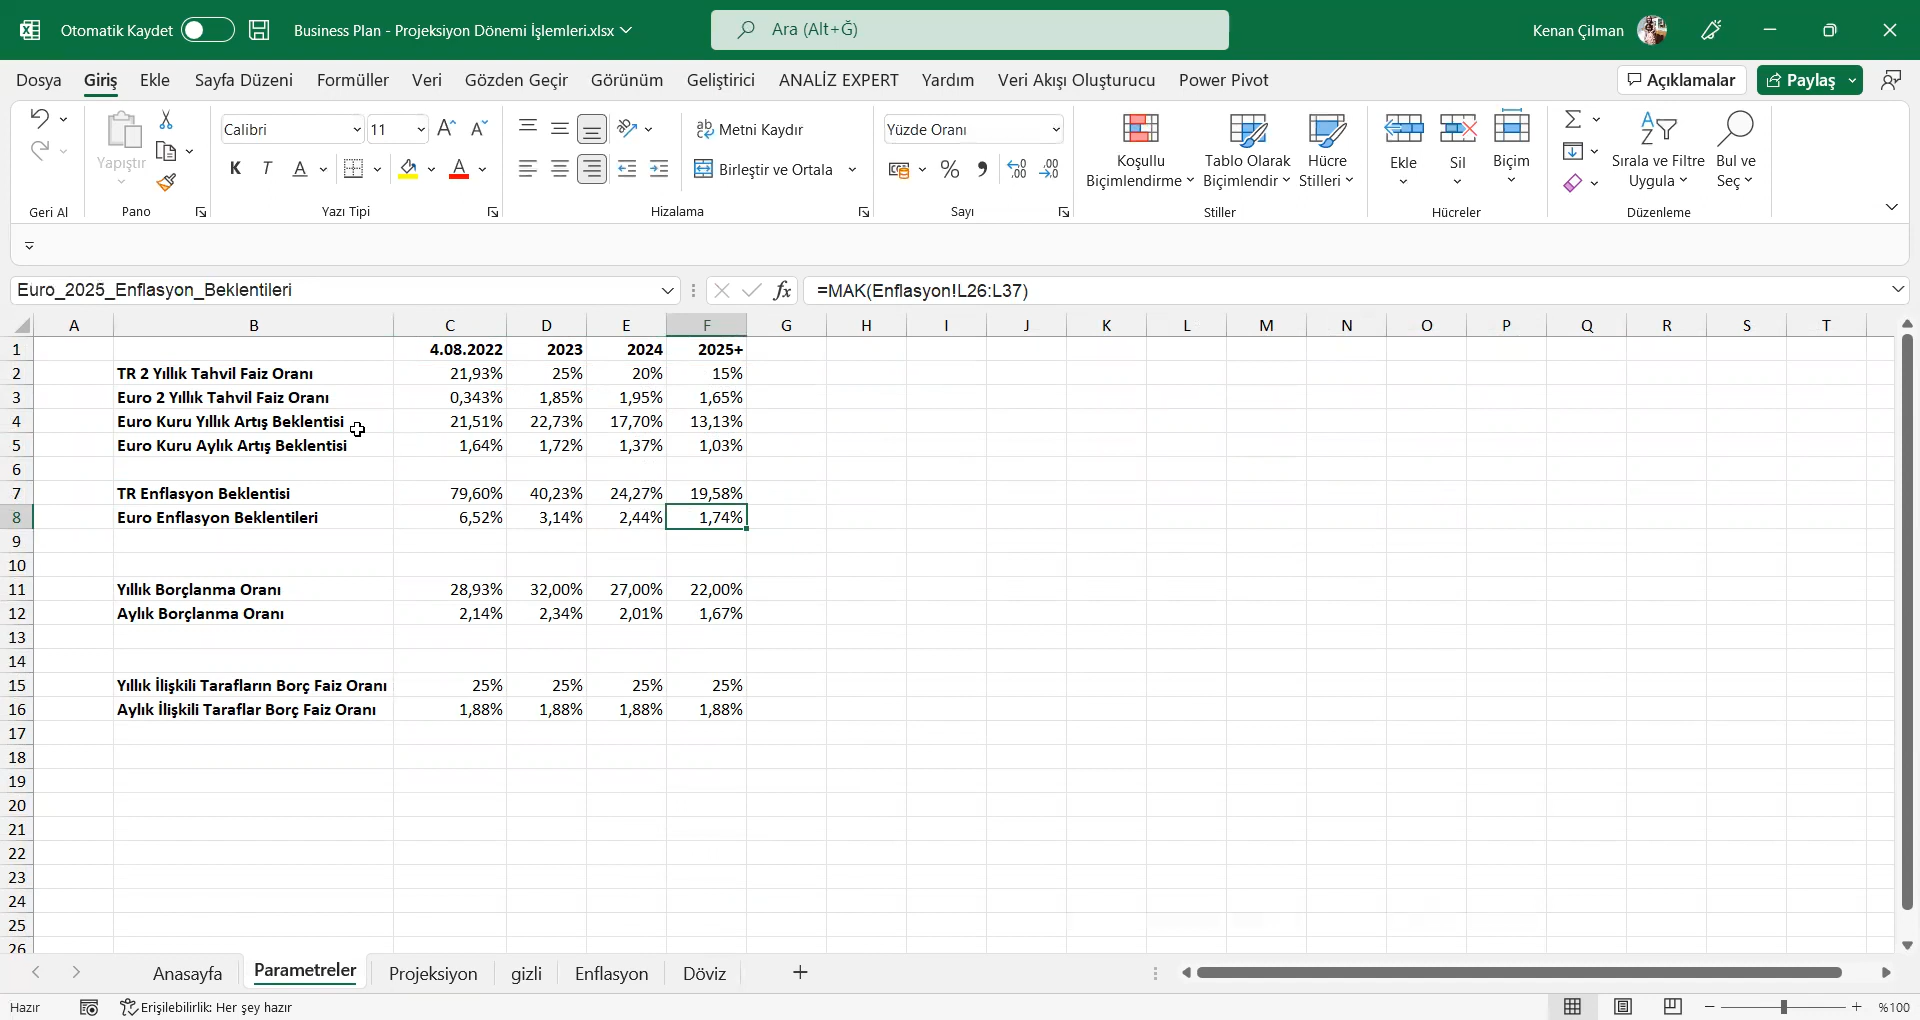 Otomatik Kaydet
Business Plan - Projeksiyon Dönemi İşlemleri.xlsx
Ara (Alt+Ğ)
Kenan Çilman
Dosya Giriş Ekle Sayfa Düzeni Formüller Veri Gözden Geçir Görünüm Geliştirici ANALİZ EXPERT Yardım Veri Akışı Oluşturucu Power Pivot
Açıklamalar Paylaş
Yapıştır
Calibri 11
K T A A
Metni Kaydır
Birleştir ve Ortala
Yüzde Oranı
Koşullu Biçimlendirme
Tablo Olarak Biçimlendir
Hücre Stilleri
Ekle Sil Biçim
Sırala ve Filtre Uygula
Bul ve Seç
Geri Al Pano Yazı Tipi Hizalama Sayı Stiller Hücreler Düzenleme
Euro_2025_Enflasyon_Beklentileri
fx =MAK(Enflasyon!L26:L37)
A B C D E F G H I J K L M N O P Q R S T
1 4.08.2022 2023 2024 2025+
2 TR 2 Yıllık Tahvil Faiz Oranı 21,93% 25% 20% 15%
3 Euro 2 Yıllık Tahvil Faiz Oranı 0,343% 1,85% 1,95% 1,65%
4 Euro Kuru Yıllık Artış Beklentisi 21,51% 22,73% 17,70% 13,13%
5 Euro Kuru Aylık Artış Beklentisi 1,64% 1,72% 1,37% 1,03%
6
7 TR Enflasyon Beklentisi 79,60% 40,23% 24,27% 19,58%
8 Euro Enflasyon Beklentileri 6,52% 3,14% 2,44% 1,74%
9
10
11 Yıllık Borçlanma Oranı 28,93% 32,00% 27,00% 22,00%
12 Aylık Borçlanma Oranı 2,14% 2,34% 2,01% 1,67%
13
14
15 Yıllık İlişkili Tarafların Borç Faiz Oranı 25% 25% 25% 25%
16 Aylık İlişkili Taraflar Borç Faiz Oranı 1,88% 1,88% 1,88% 1,88%
17
18
19
20
21
22
23
24
25
26
Anasayfa Parametreler Projeksiyon gizli Enflasyon Döviz
Hazır Erişilebilirlik: Her şey hazır %100